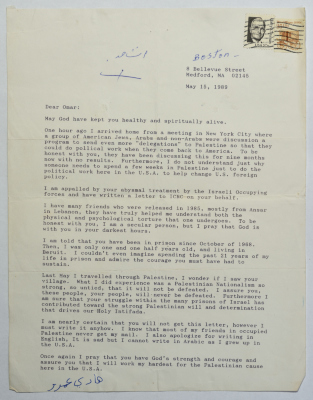 BOSTON -
8 Bellevue Street
Medford, MA 02145
May 15, 1989
Dear Omar:
May God have kept you healthy and spiritually alive.
One hour ago I arrived home from a meeting in New York City where
a group of American Jews, Arabs and non-Arabs were discussion a
program to send even more "delegations" to Palestine so that they
would do political work when they come back to America. To be
honest with you, they have been discussing this for nine months
now with no results. Furthermore, I do not understand just why
someone needs to spend a few weeks in Palestine just to do the
political work here in the U.S.A. to help change U.S. Foreign
policy.
I am appalled by your abysmal treatment by the Israeli Occupying
forces and have written a letter to on your behalf.
I have many friends who were released in 1985, mostly from Ansar
in Lebanon. they have truly helped me understand both the
physical and psychological torture that one undergoes. To be
honest with you, I am a secular person, but I pray that God is
with you in your darkest hours.
I am told that you have been in prison since October of 1968.
Then, I was only one and one half years old, and living in
Beruit. I couldn't even imagine spending the past 21 years of my
life in prison and admire the courage you must have had to
sustain.
Last May I travelled through Palestine, I wonder if I saw your
village. What I did experience was a Palestinian Nationalism so
strong, so united, that it will not be defeated. I assure you,
these people, your people, will never be defeated. Furthermore I
am sure that your struggle within the many prisons of Israel has
contributed toward the strong Palestinian will and determination
that drives our Holy Intifada.
I am nearly certain that you will not get this letter, however I
must write it anyhow. I know that most of my friends in occupied
Palestine never get my mail. I also apologize for writing in
English, It is sad but I cannot write in arabic as I grew up in
the U.S.A.
Once again I pray that you have God's strength and courage and
assure you that I will work my hardest for the Palestinian cause
here in the U.S.A.